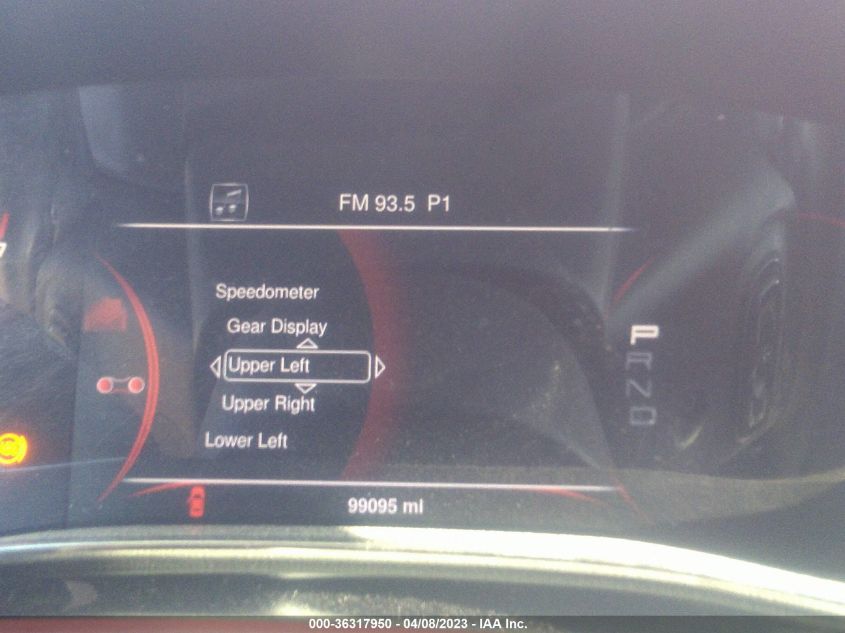 FM 93.5 P1
Speedometer
Gear Display
Upper Left
Upper Right
Lower Left
P
R
N
D
99095 mi
000-36317950 - 04/08/2023 - IAA Inc.